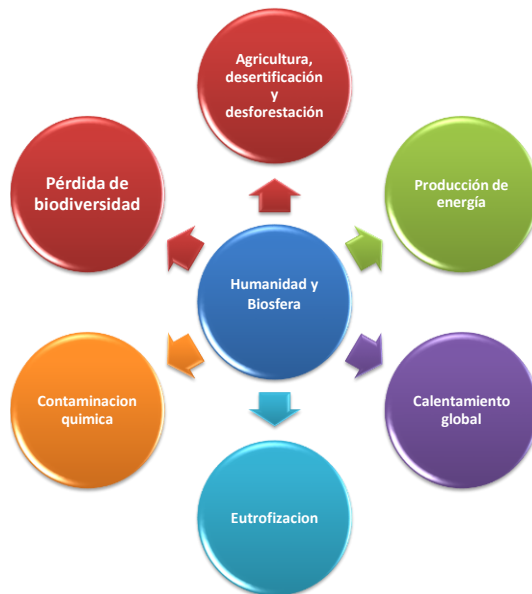 Agricultura,
desertificación
y
desforestación
Pérdida de
biodiversidad
Producción de
energía
Humanidad y
Biosfera
Contaminacion
quimica
Calentamiento
global
Eutrofizacion